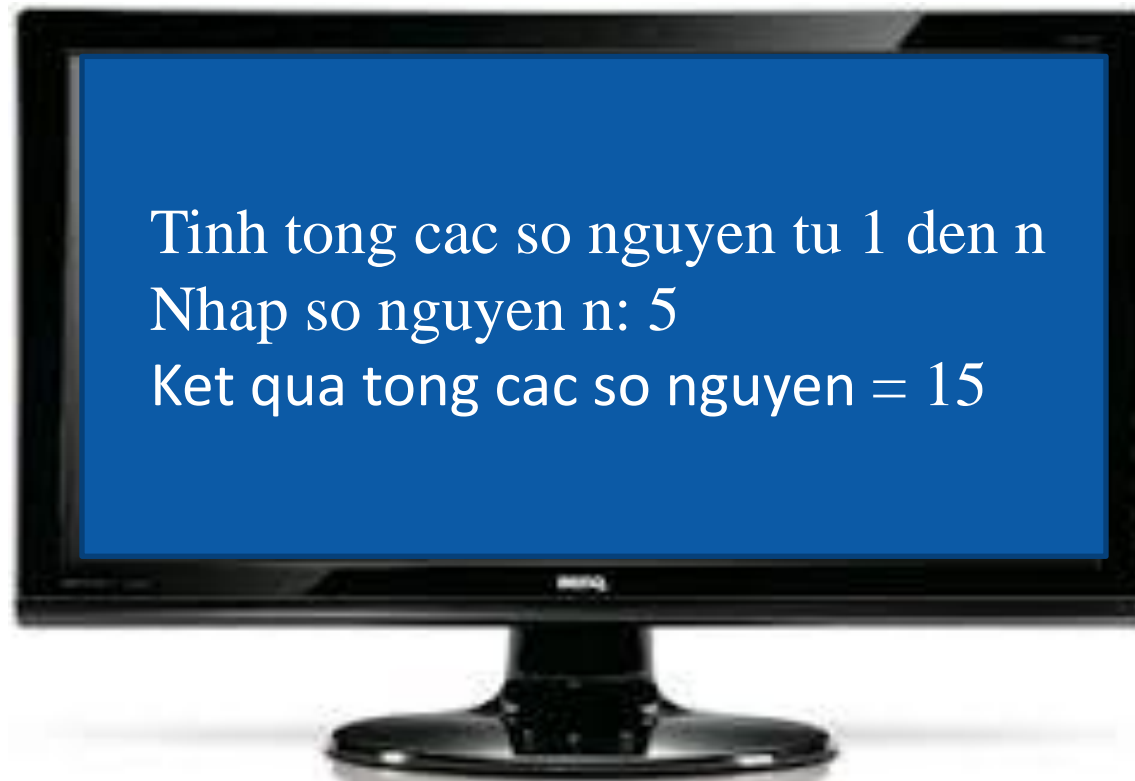 Tinh tong cac so nguyen tu 1 den n
Nhap so nguyen n: 5
Ket qua tong cac so nguyen = 15
BenQ